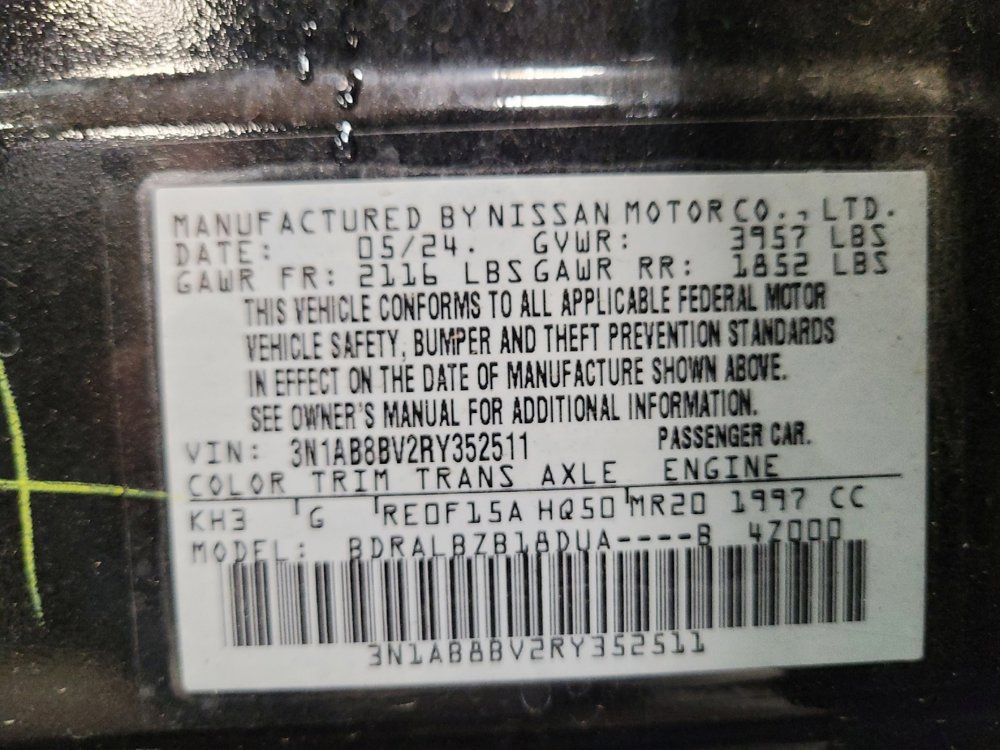 MANUFACTURED BY NISSAN MOTOR CO., LTD.
DATE: 05/24. GVWR: 3957 LBS
GAWR FR: 2116 LBS GAWR RR: 1852 LBS
THIS VEHICLE CONFORMS TO ALL APPLICABLE FEDERAL MOTOR
VEHICLE SAFETY, BUMPER AND THEFT PREVENTION STANDARDS
IN EFFECT ON THE DATE OF MANUFACTURE SHOWN ABOVE.
SEE OWNER'S MANUAL FOR ADDITIONAL INFORMATION.
VIN: 3N1AB8BV2RY352511 PASSENGER CAR.
COLOR TRIM TRANS AXLE ENGINE
KH3 G RE0F15A HQ50 MR20 1997 CC
MODEL: BDRALBZB18DUA----B 4Z000
3N1AB8BV2RY352511